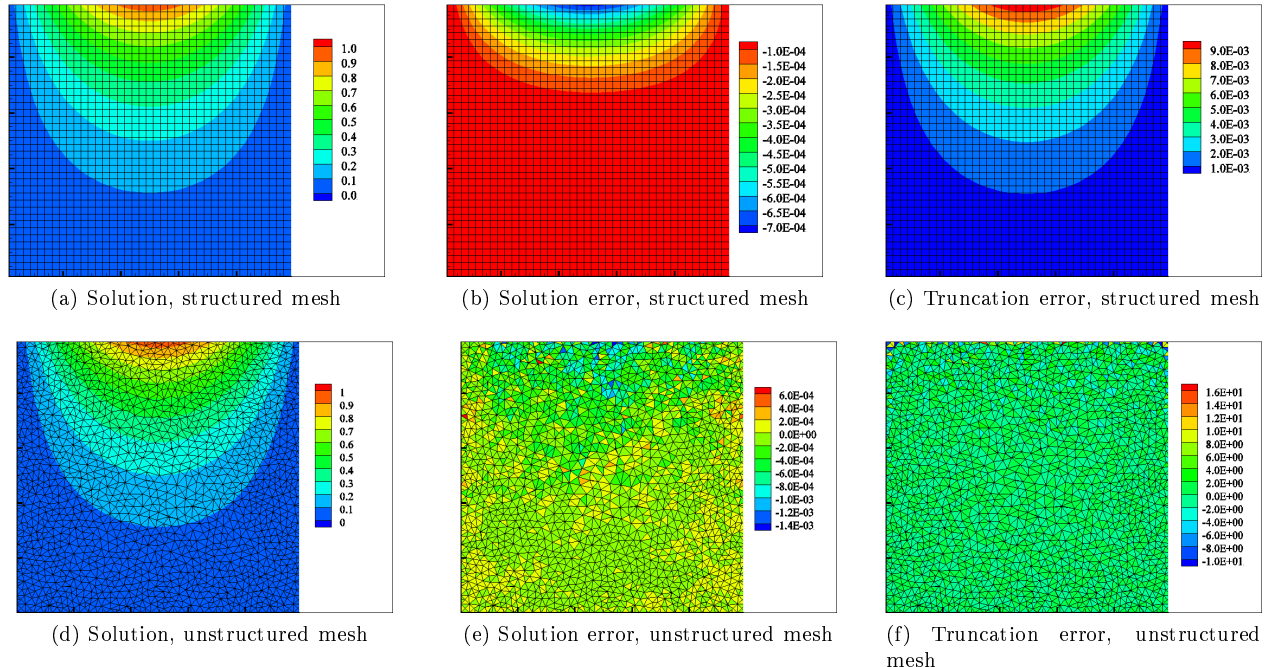 1.0
0.9
0.8
0.7
0.6
0.5
0.4
0.3
0.2
0.1
0.0
-1.0E-04
-1.5E-04
-2.0E-04
-2.5E-04
-3.0E-04
-3.5E-04
-4.0E-04
-4.5E-04
-5.0E-04
-5.5E-04
-6.0E-04
-6.5E-04
-7.0E-04
9.0E-03
8.0E-03
7.0E-03
6.0E-03
5.0E-03
4.0E-03
3.0E-03
2.0E-03
1.0E-03
(a) Solution, structured mesh
(b) Solution error, structured mesh
(c) Truncation error, structured mesh
1
0.9
0.8
0.7
0.6
0.5
0.4
0.3
0.2
0.1
0
6.0E-04
4.0E-04
2.0E-04
0.0E+00
-2.0E-04
-4.0E-04
-6.0E-04
-8.0E-04
-1.0E-03
-1.2E-03
-1.4E-03
1.6E+01
1.4E+01
1.2E+01
1.0E+01
8.0E+00
6.0E+00
4.0E+00
2.0E+00
0.0E+00
-2.0E+00
-4.0E+00
-6.0E+00
-8.0E+00
-1.0E+01
(d) Solution, unstructured mesh
(e) Solution error, unstructured mesh
(f) Truncation error, unstructured
mesh